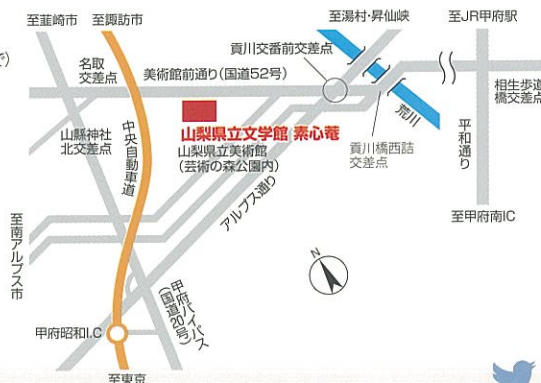 至韮崎市
至諏訪市
至湯村・昇仙峡
至JR甲府駅
名取
交差点
美術館前通り(国道52号)
貢川交番前交差点
相生歩道
橋交差点
山梨県立文学館 素心菴
山梨県立美術館
(芸術の森公園内)
山縣神社
北交差点
中央自動車道
荒川
貢川橋西詰
交差点
平和通り
アルプス通り
至南アルプス市
至甲府南IC
N
甲府バイパス
(国道20号)
甲府昭和I.C
至東京